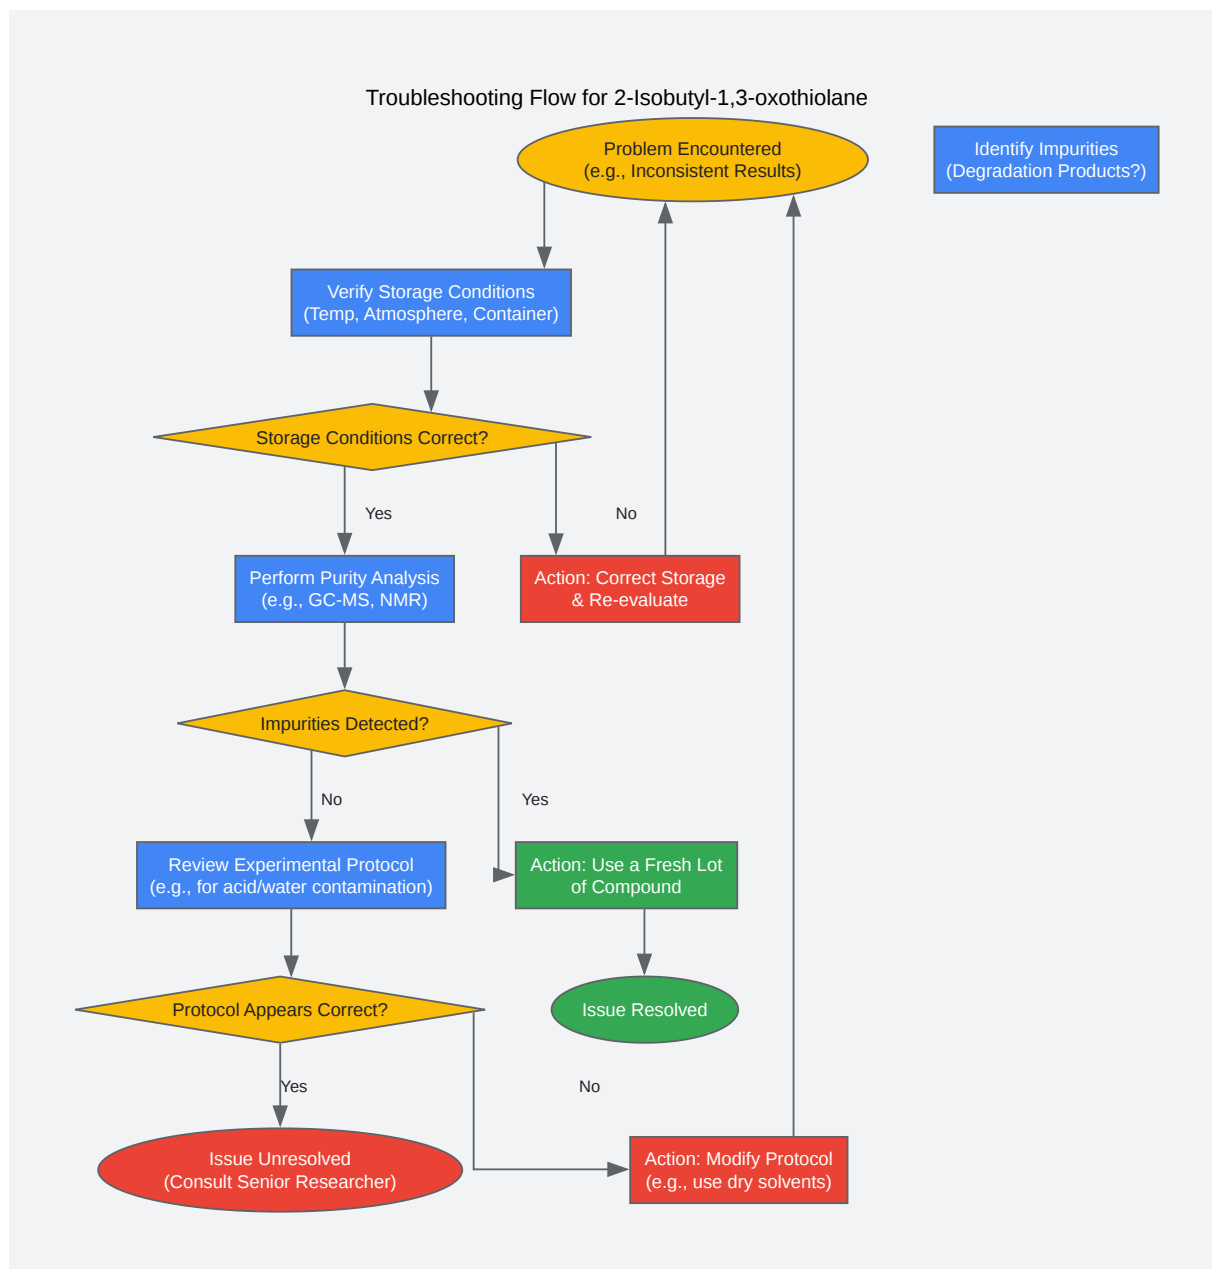 Troubleshooting Flow for 2-Isobutyl-1,3-oxothiolane
Problem Encountered
(e.g., Inconsistent Results)
Identify Impurities
(Degradation Products?)
Verify Storage Conditions
(Temp, Atmosphere, Container)
Storage Conditions Correct?
Yes
No
Perform Purity Analysis
(e.g., GC-MS, NMR)
Action: Correct Storage
& Re-evaluate
Impurities Detected?
No
Yes
Review Experimental Protocol
(e.g., for acid/water contamination)
Action: Use a Fresh Lot
of Compound
Protocol Appears Correct?
Issue Resolved
Yes
No
Issue Unresolved
(Consult Senior Researcher)
Action: Modify Protocol
(e.g., use dry solvents)